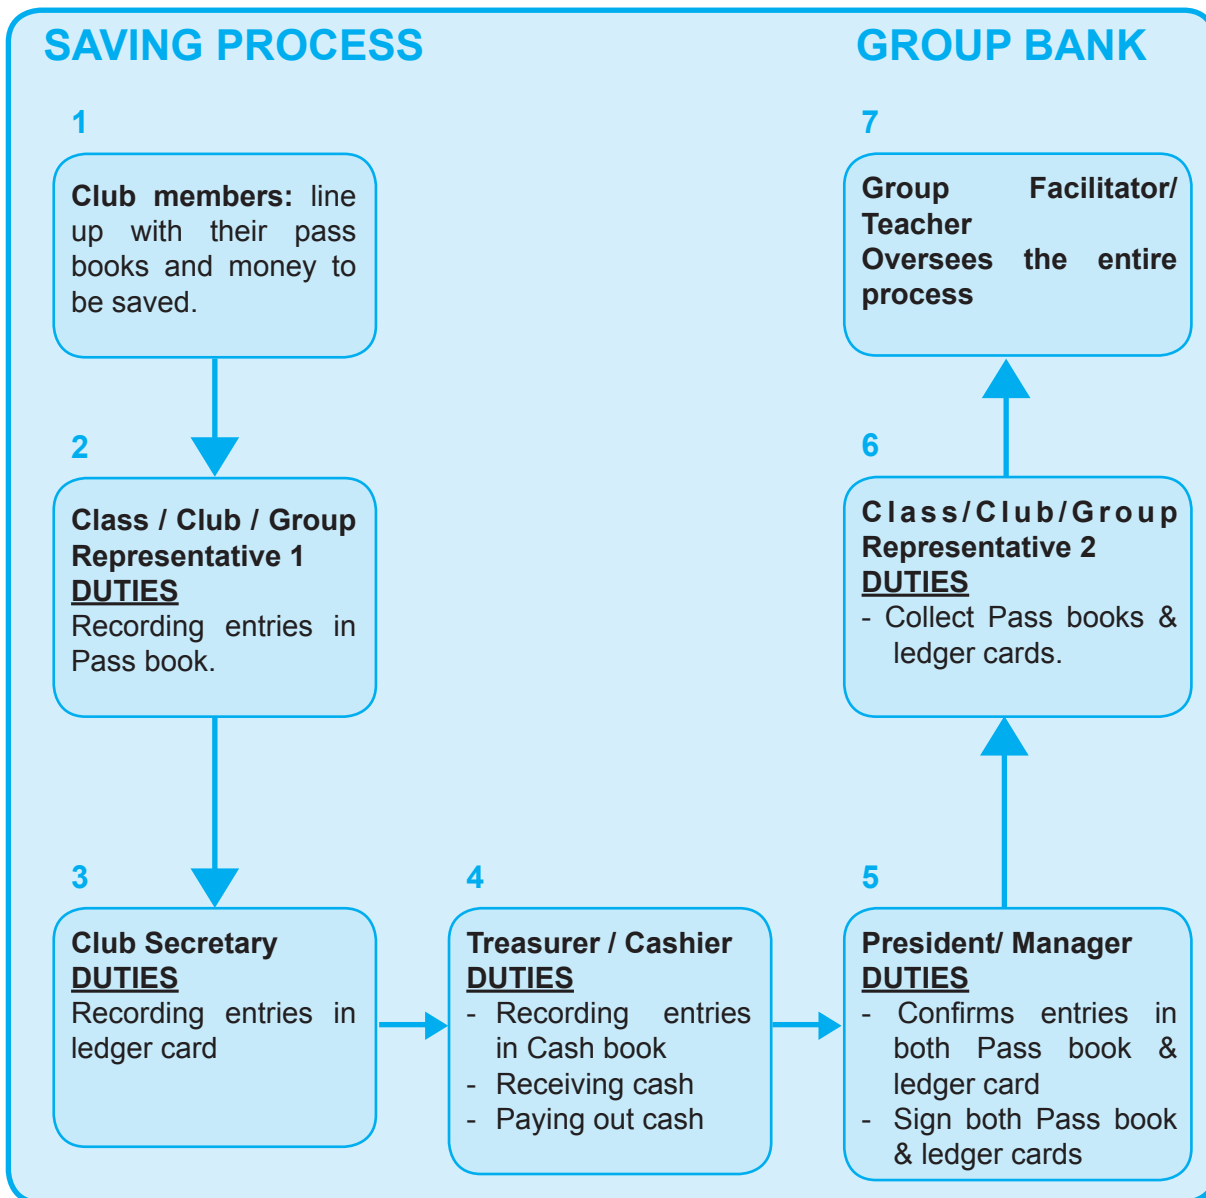 SAVING PROCESS
GROUP BANK
1
Club members: line
up with their pass
books and money to
be saved.
2
Class / Club / Group
Representative 1
DUTIES
Recording entries in
Pass book.
3
Club Secretary
DUTIES
Recording entries in
ledger card
4
Treasurer / Cashier
DUTIES
- Recording entries
in Cash book
- Receiving cash
- Paying out cash
5
President/ Manager
DUTIES
- Confirms entries in
both Pass book &
ledger card
- Sign both Pass book
& ledger cards
6
Class/Club/Group
Representative 2
DUTIES
- Collect Pass books &
ledger cards.
7
Group Facilitator/
Teacher
Oversees the entire
process